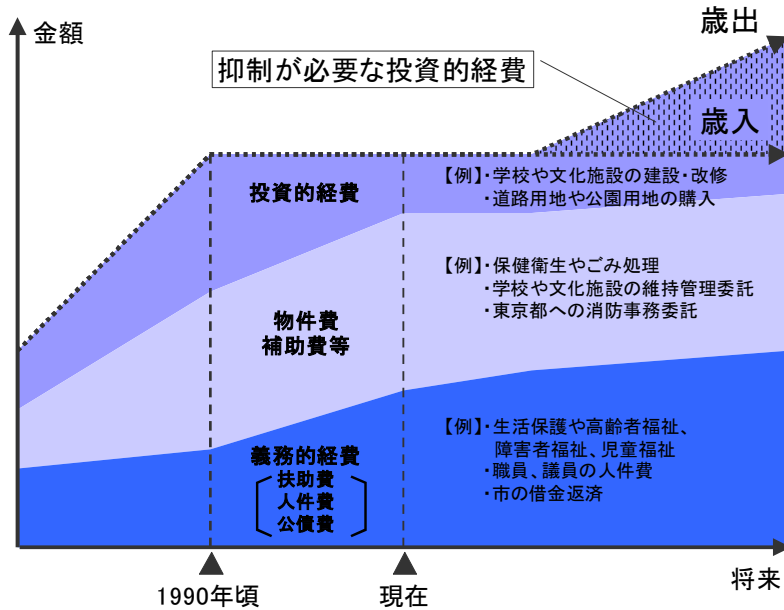 金額
歳出
抑制が必要な投資的経費
歳入
投資的経費
【例】・学校や文化施設の建設・改修
・道路用地や公園用地の購入
物件費
補助費等
【例】・保健衛生やごみ処理
・学校や文化施設の維持管理委託
・東京都への消防事務委託
義務的経費
扶助費
人件費
公債費
【例】・生活保護や高齢者福祉、
障害者福祉、児童福祉
・職員、議員の人件費
・市の借金返済
1990年頃
現在
将来